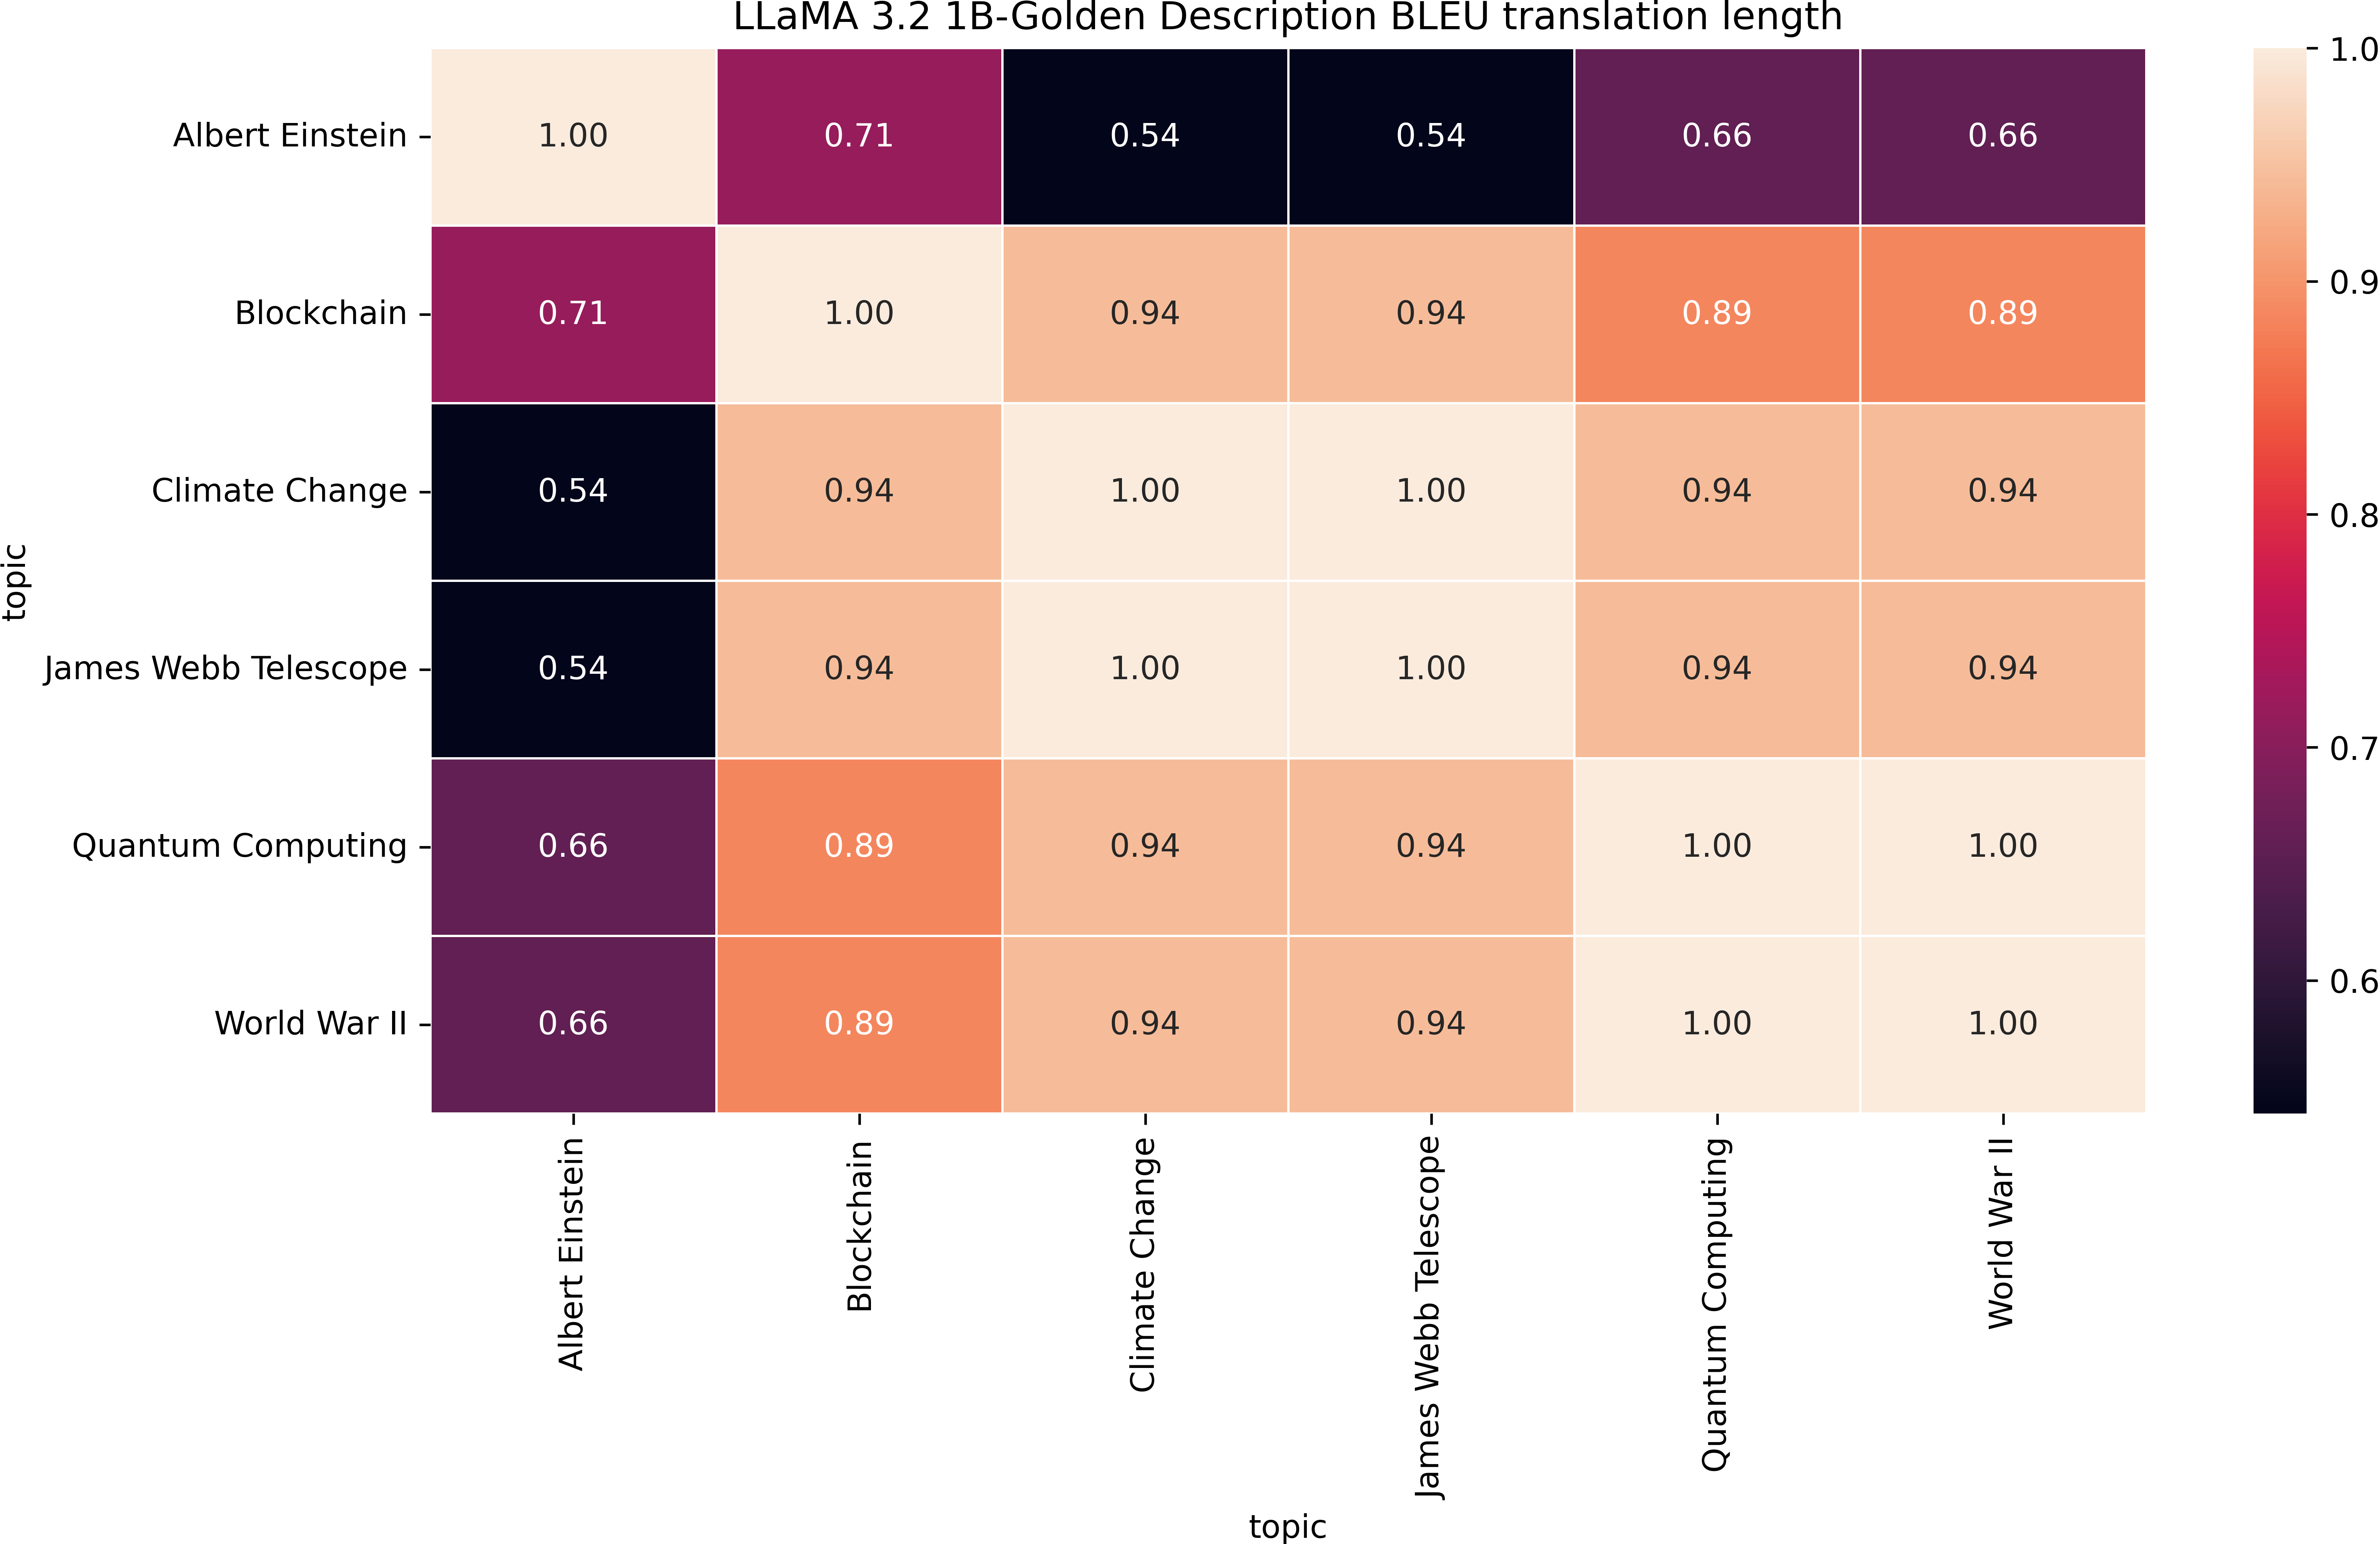 LLaMA 3.2 1B-Golden Description BLEU translation length
Albert Einstein 1.00 0.71 0.54 0.54 0.66 0.66
Blockchain 0.71 1.00 0.94 0.94 0.89 0.89
Climate Change 0.54 0.94 1.00 1.00 0.94 0.94
James Webb Telescope 0.54 0.94 1.00 1.00 0.94 0.94
Quantum Computing 0.66 0.89 0.94 0.94 1.00 1.00
World War II 0.66 0.89 0.94 0.94 1.00 1.00
topic
Albert Einstein
Blockchain
Climate Change
James Webb Telescope
Quantum Computing
World War II
topic
1.0
0.9
0.8
0.7
0.6